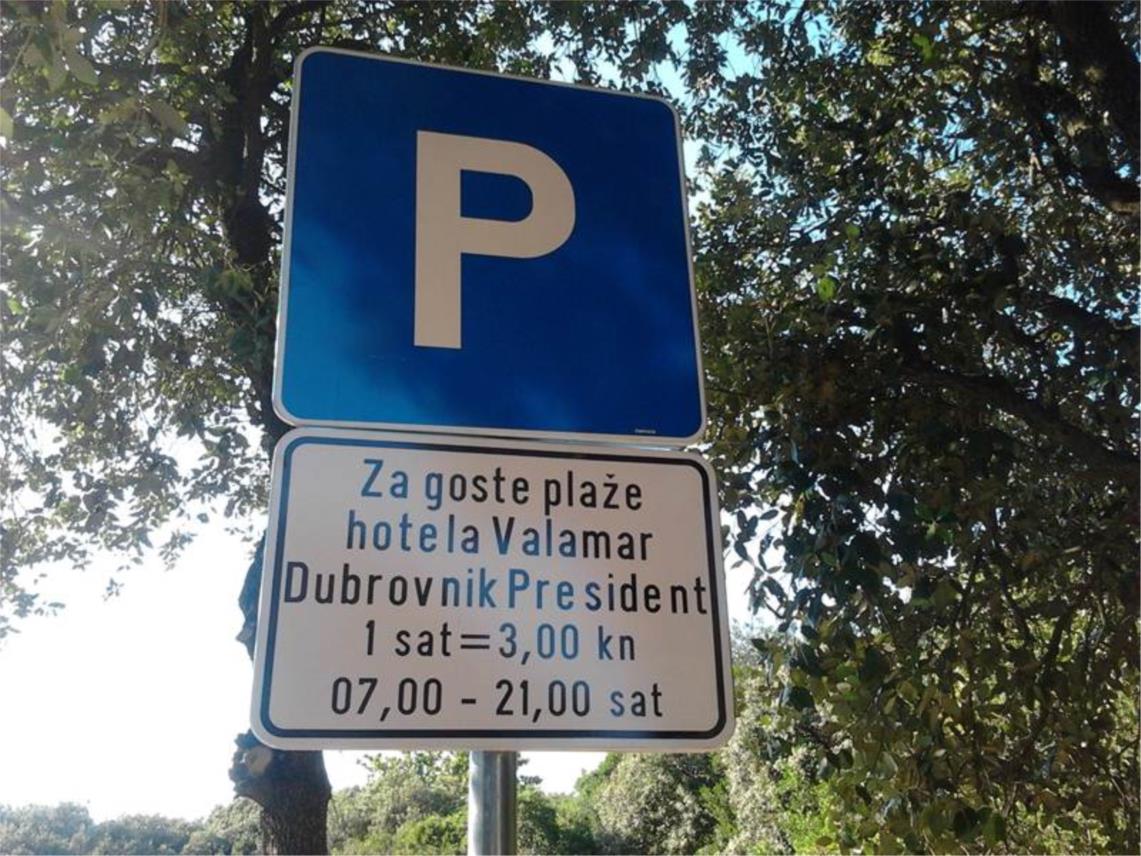 P
Za goste plaže
hotela Valamar
Dubrovnik President
1 sat=3,00 kn
07,00 - 21,00 sat